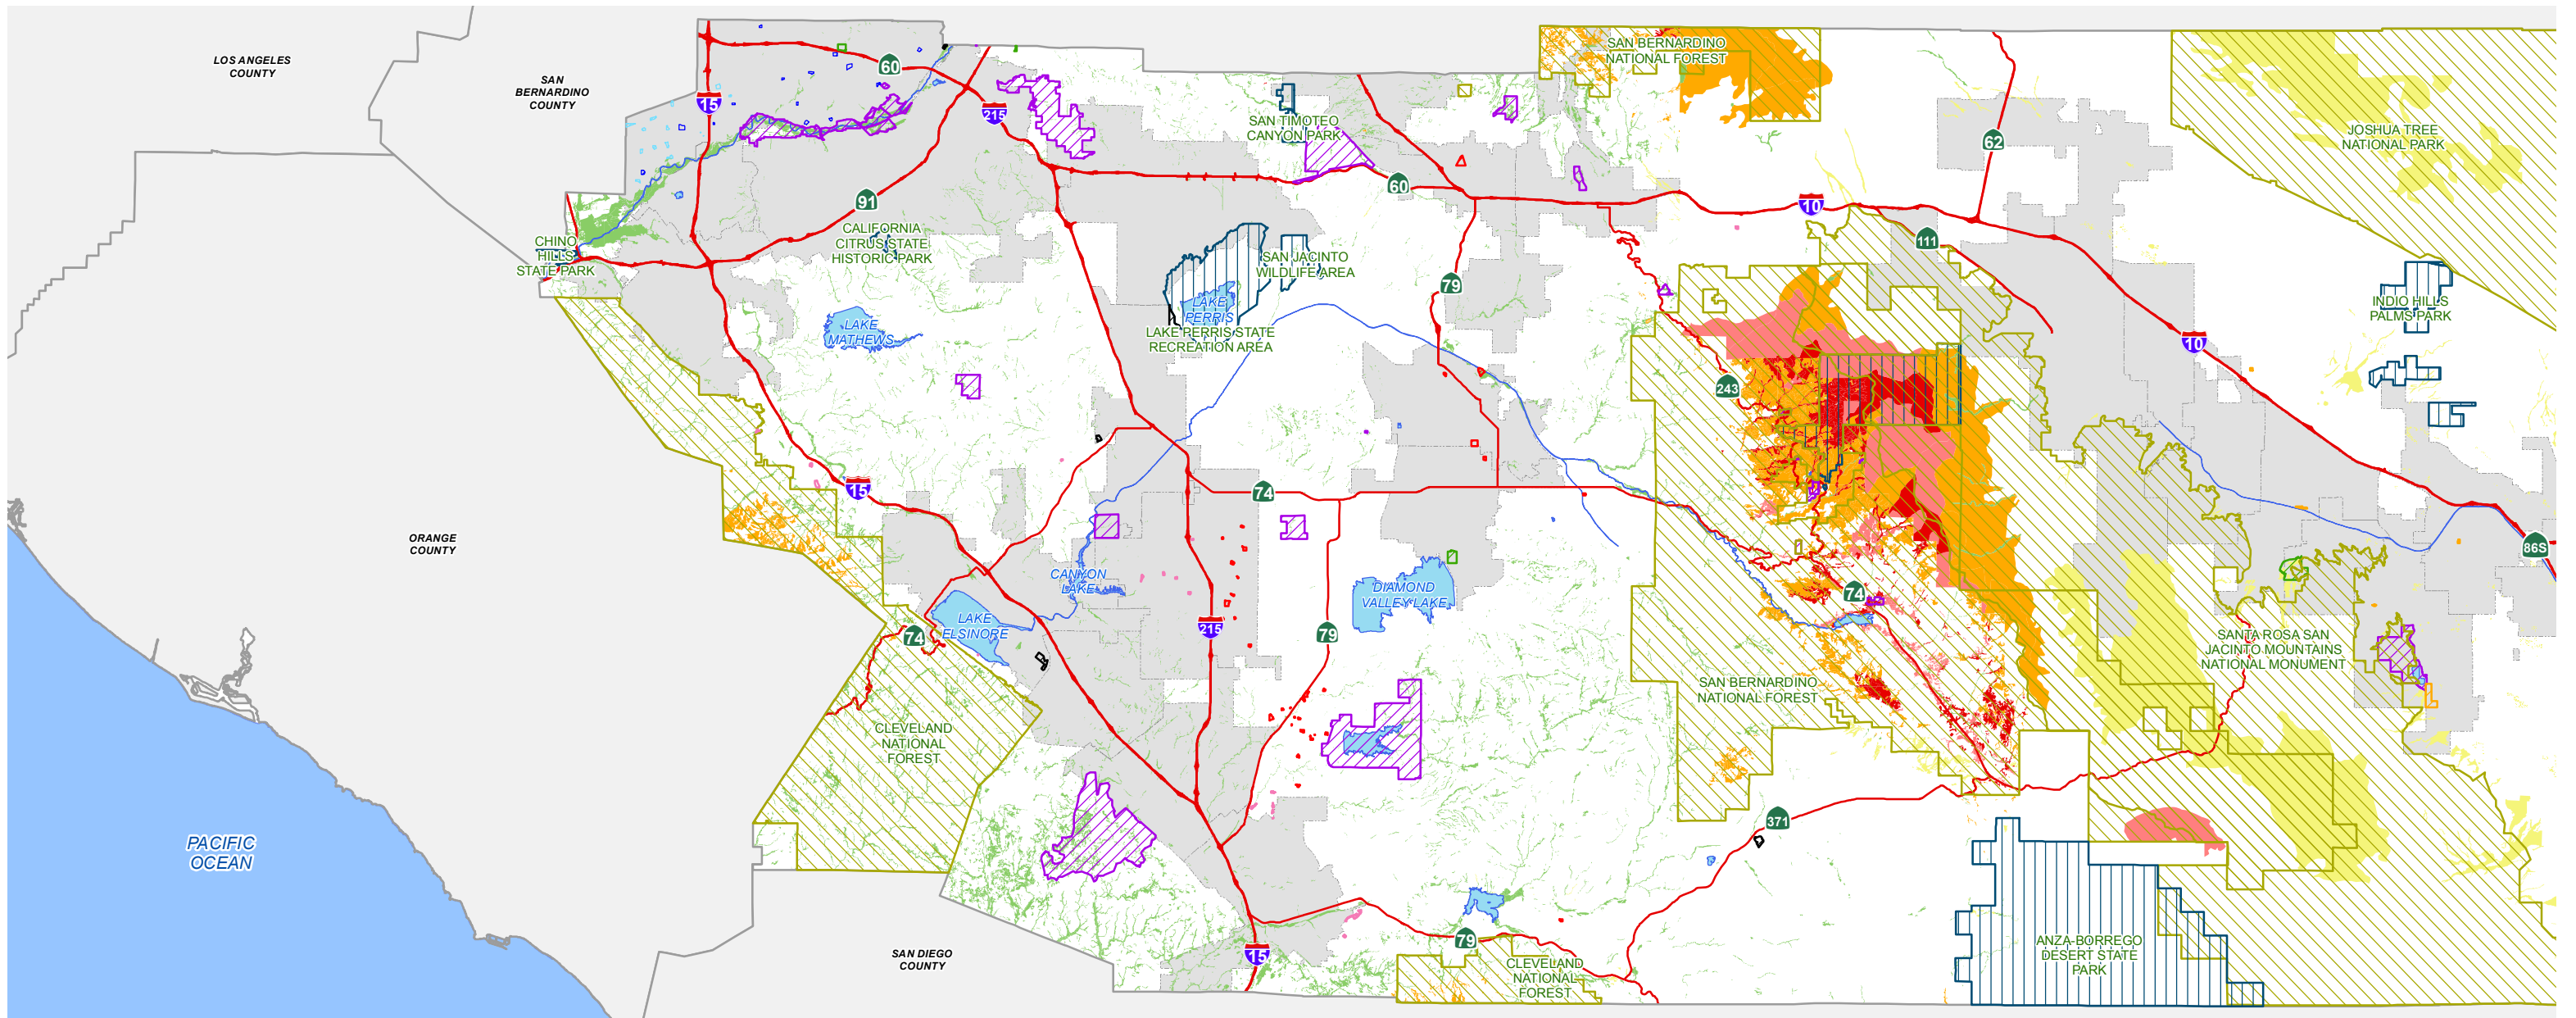 LOS ANGELES
COUNTY
SAN
BERNARDINO
COUNTY
60
15
215
SAN BERNARDINO
NATIONAL FOREST
SAN TIMOTEO
CANYON PARK
62
JOSHUA TREE
NATIONAL PARK
91
60
10
CALIFORNIA
CITRUS STATE
HISTORIC PARK
CHINO
HILLS
STATE PARK
111
SAN JACINTO
WILDLIFE AREA
79
LAKE
PERRIS
LAKE PERRIS STATE
RECREATION AREA
LAKE
MATHEWS
INDIO HILLS
PALMS PARK
10
243
15
74
ORANGE
COUNTY
86S
CANYON
LAKE
DIAMOND
VALLEY LAKE
74
LAKE
ELSINORE
74
215
79
SANTA ROSA SAN
JACINTO MOUNTAINS
NATIONAL MONUMENT
SAN BERNARDINO
NATIONAL FOREST
CLEVELAND
NATIONAL
FOREST
371
PACIFIC
OCEAN
79
ANZA-BORREGO
DESERT STATE
PARK
SAN DIEGO
COUNTY
15
CLEVELAND
NATIONAL
FOREST